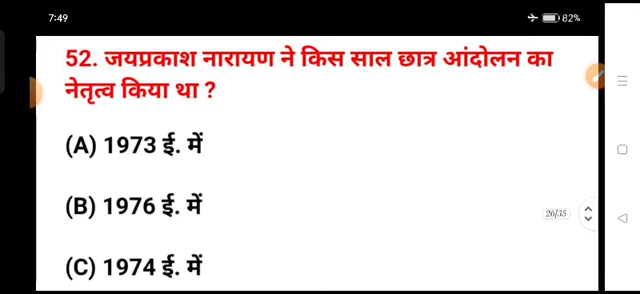 7:49
82%
52. जयप्रकाश नारायण ने किस साल छात्र आंदोलन का
नेतृत्व किया था ?
(A) 1973 ई. में
(B) 1976 ई. में
26/35
(C) 1974 ई. में